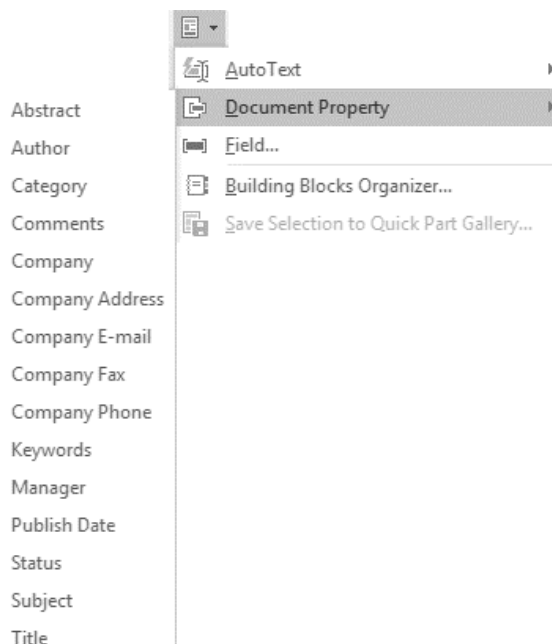 AutoText
Document Property
Field...
Building Blocks Organizer...
Save Selection to Quick Part Gallery...
Abstract
Author
Category
Comments
Company
Company Address
Company E-mail
Company Fax
Company Phone
Keywords
Manager
Publish Date
Status
Subject
Title